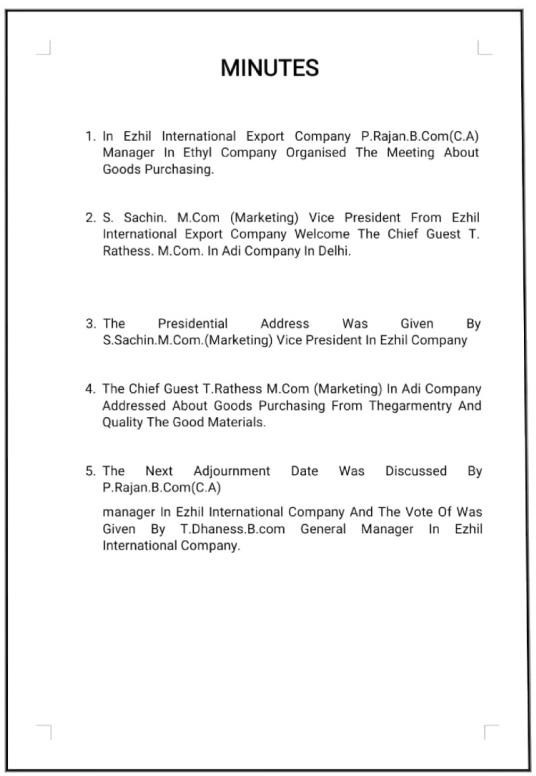 MINUTES
1. In Ezhil International Export Company P.Rajan.B.Com(C.A)
Manager In Ethyl Company Organised The Meeting About
Goods Purchasing.
2. S. Sachin. M.Com (Marketing) Vice President From Ezhil
International Export Company Welcome The Chief Guest T.
Rathess. M.Com. In Adi Company In Delhi.
3. The Presidential Address Was Given By
S.Sachin.M.Com.(Marketing) Vice President In Ezhil Company
4. The Chief Guest T.Rathess M.Com (Marketing) In Adi Company
Addressed About Goods Purchasing From Thegarmentry And
Quality The Good Materials.
5. The Next Adjournment Date Was Discussed By
P.Rajan.B.Com(C.A)
manager In Ezhil International Company And The Vote Of Was
Given By T.Dhaness.B.com General Manager In Ezhil
International Company.